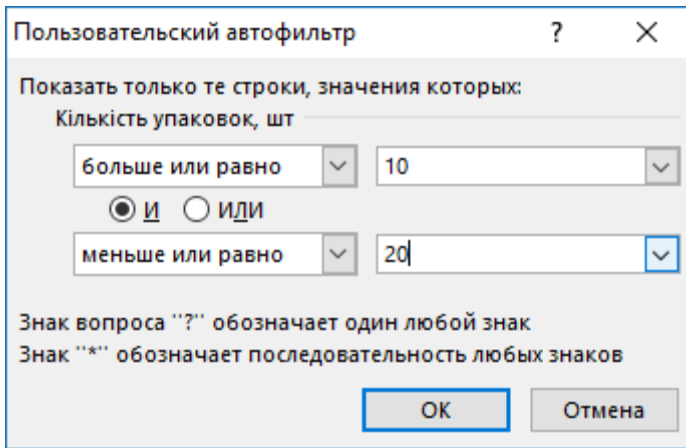 Пользовательский автофильтр ? ×
Показать только те строки, значения которых:
Кількість упаковок, шт
больше или равно 10
И ИЛИ
меньше или равно 20
Знак вопроса "?" обозначает один любой знак
Знак "*" обозначает последовательность любых знаков
ОК Отмена